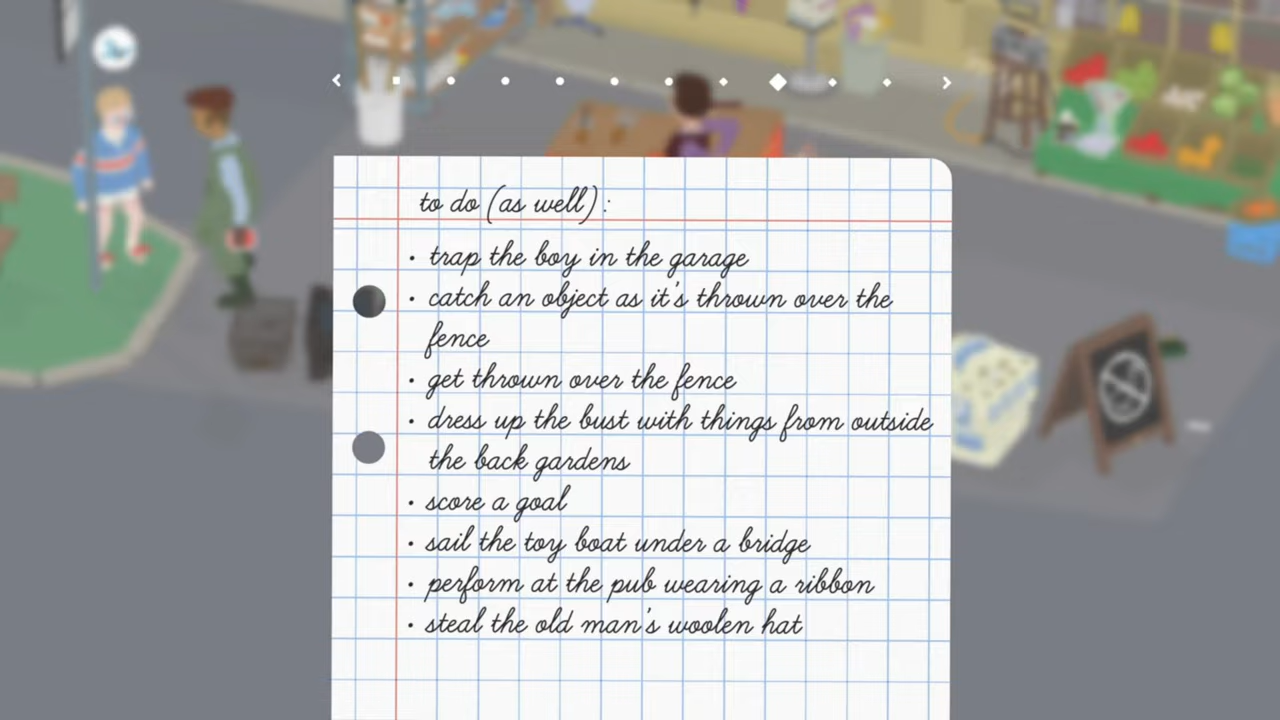 to do (as well):
• trap the boy in the garage
• catch an object as it's thrown over the
fence
• get thrown over the fence
• dress up the bust with things from outside
the back gardens
• score a goal
• sail the toy boat under a bridge
• perform at the pub wearing a ribbon
• steal the old man's woolen hat